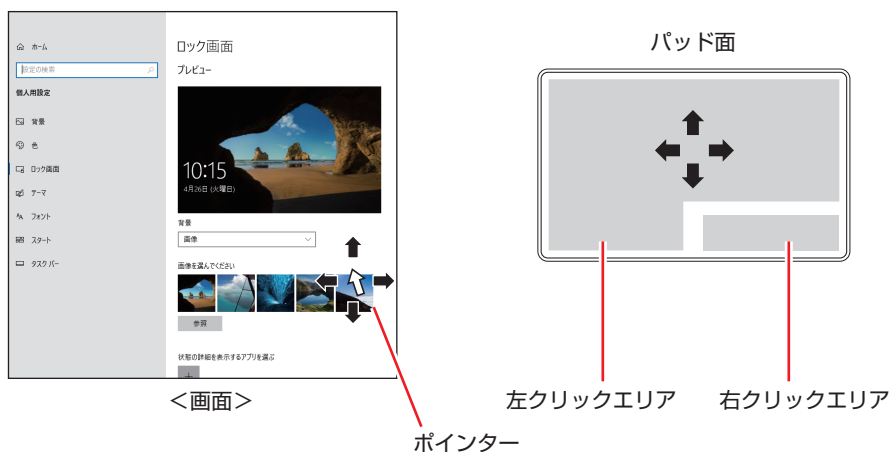 ホーム
設定の検索
個人用設定
背景
色
ロック画面
テーマ
フォント
スタート
タスク バー
ロック画面
プレビュー
10:15
4月26日 (火曜日)
背景
画像
画像を選んでください
参照
状態の詳細を表示するアプリを選ぶ
＜画面＞
ポインター
パッド面
左クリックエリア
右クリックエリア